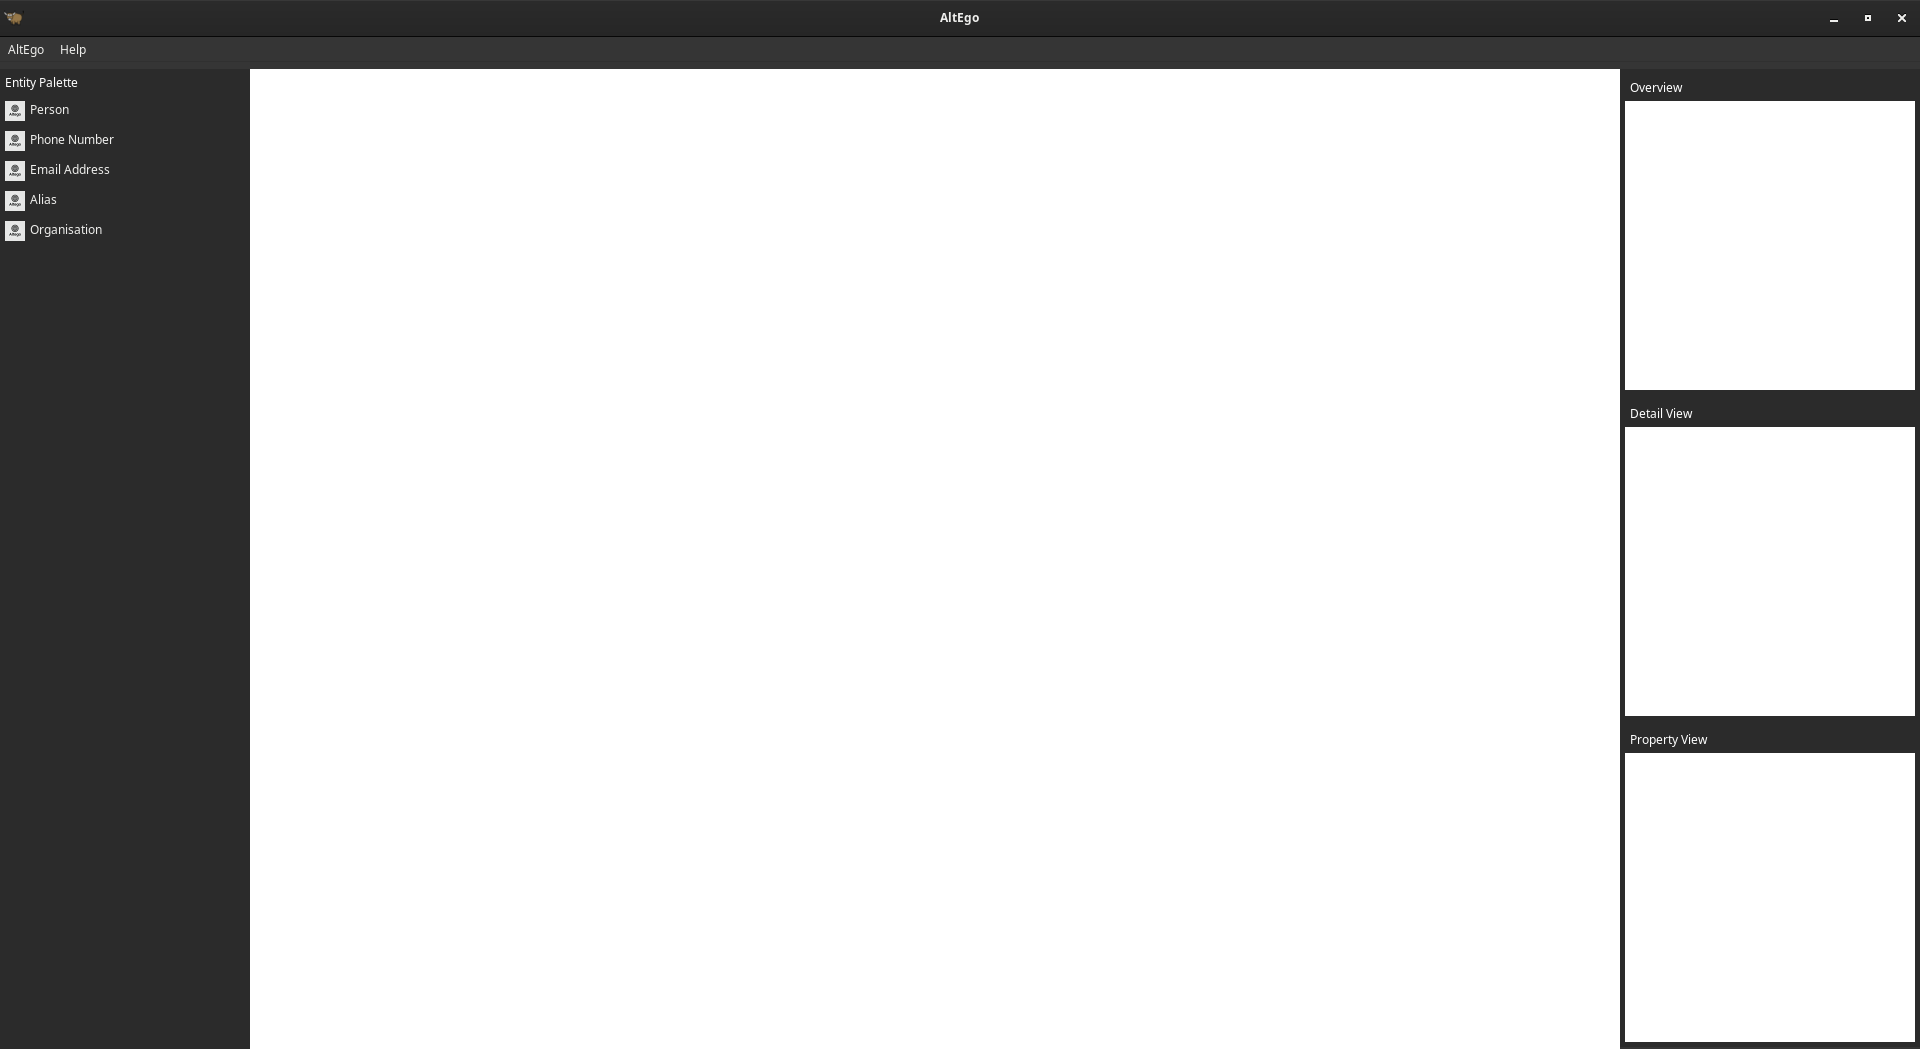 AltEgo
AltEgo Help
Entity Palette
Person
Phone Number
Email Address
Alias
Organisation
Overview
Detail View
Property View